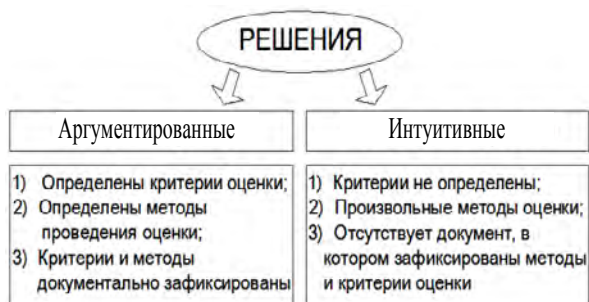 РЕШЕНИЯ
Аргументированные
Интуитивные
1) Определены критерии оценки;
2) Определены методы
проведения оценки;
3) Критерии и методы
документально зафиксированы
1) Критерии не определены;
2) Произвольные методы оценки;
3) Отсутствует документ, в
котором зафиксированы методы
и критерии оценки